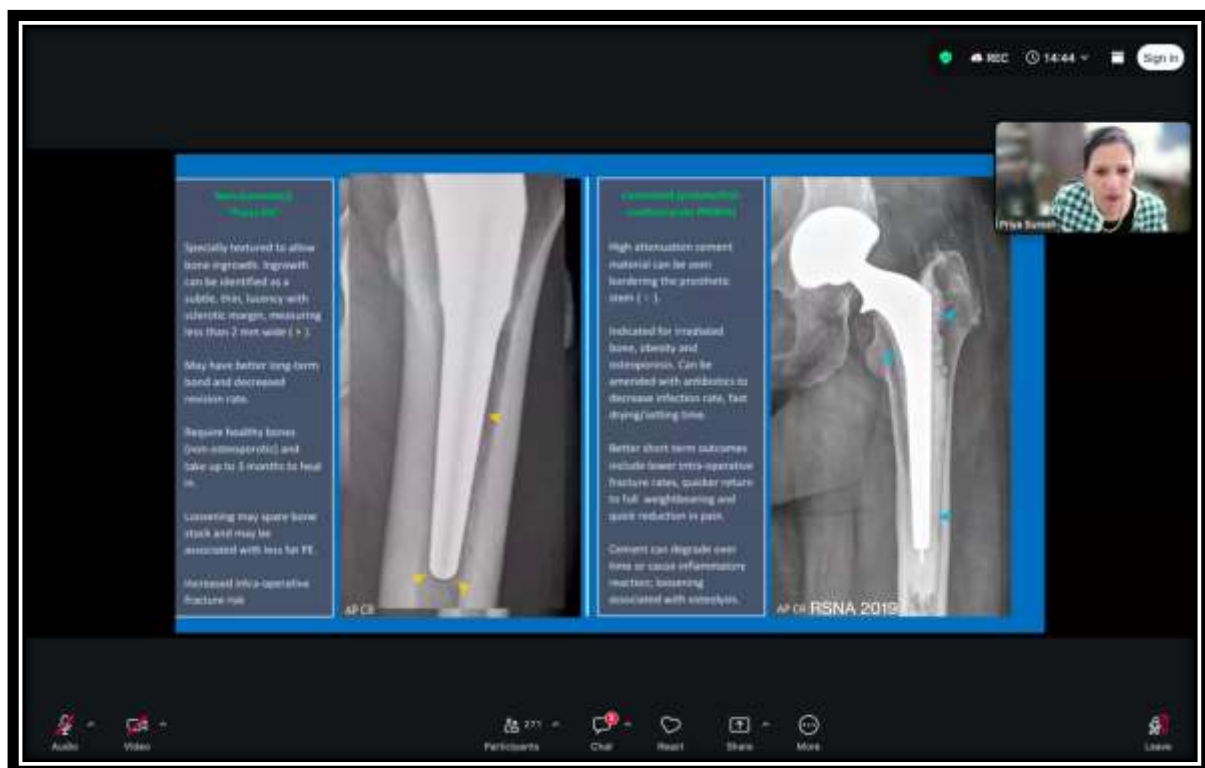 REC
14:44
Sign in
"Press Fit"
Specially textured to allow
bone ingrowth. Ingrowth
can be identified as a
subtle, thin, lucency with
sclerotic margin, measuring
less than 2 mm wide ( ).
May have better long-term
bond and decreased
revision rate.
Require healthy bones
(non-osteoporotic) and
take up to 3 months to heal
in.
Loosening may spare bone
stock and may be
associated with less fat PE.
Increased intra-operative
fracture risk
AP CR
High attenuation cement
material can be seen
bordering the prosthetic
stem ( ).
Indicated for irradiated
bone, obesity and
osteoporosis. Can be
amended with antibiotics to
decrease infection rate, fast
drying/setting time.
Better short term outcomes
include lower intra-operative
fracture rates, quicker return
to full weightbearing and
quick reduction in pain.
Cement can degrade over
time or cause inflammatory
reaction; loosening
associated with osteolysis.
AP CR RSNA 2019
Priya Suresh
Audio
Video
271
Participants
Chat
React
Share
More
Leave